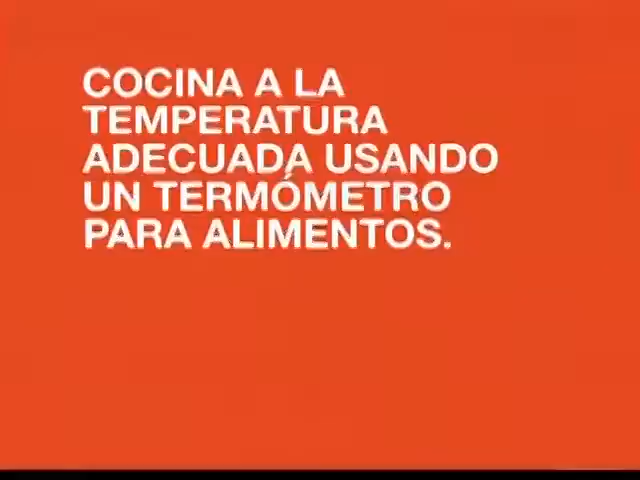 COCINA A LA
TEMPERATURA
ADECUADA USANDO
UN TERMÓMETRO
PARA ALIMENTOS.